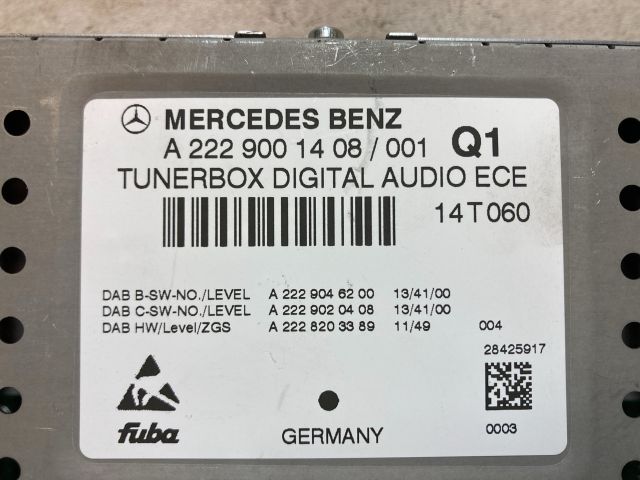 MERCEDES BENZ
A 222 900 14 08 / 001 Q1
TUNERBOX DIGITAL AUDIO ECE
14T060
DAB B-SW-NO./LEVEL A 222 904 62 00 13/41/00
DAB C-SW-NO./LEVEL A 222 902 04 08 13/41/00
DAB HW/Level/ZGS A 222 820 33 89 11/49 004
28425917
fuba
GERMANY
0003